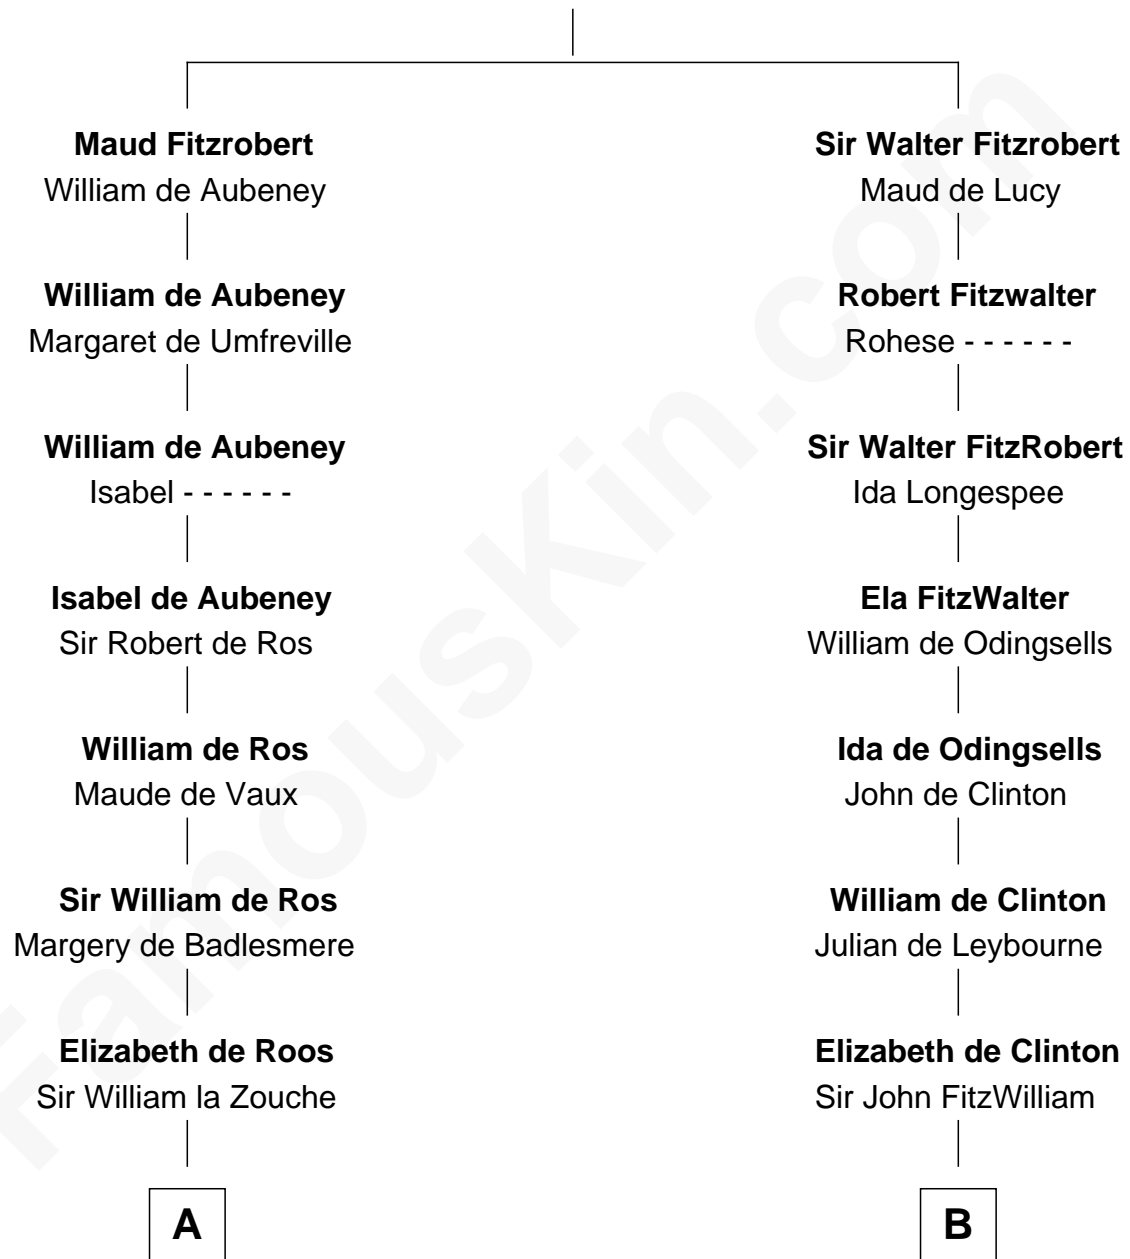 Maud Fitzrobert
William de Aubeney
Sir Walter Fitzrobert
Maud de Lucy
William de Aubeney
Margaret de Umfreville
Robert Fitzwalter
Rohese - - - - - -
William de Aubeney
Isabel - - - - - -
Sir Walter FitzRobert
Ida Longespee
Isabel de Aubeney
Sir Robert de Ros
Ela FitzWalter
William de Odingsells
William de Ros
Maude de Vaux
Ida de Odingsells
John de Clinton
Sir William de Ros
Margery de Badlesmere
William de Clinton
Julian de Leybourne
Elizabeth de Roos
Sir William la Zouche
Elizabeth de Clinton
Sir John FitzWilliam
A
B
FamousKin.com